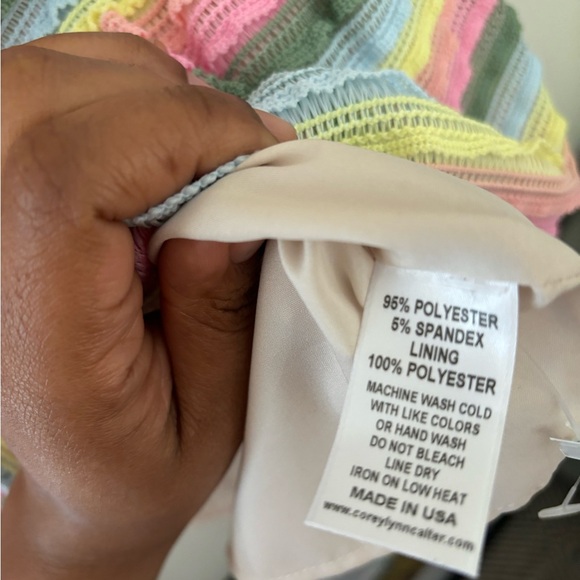 95% POLYESTER
5% SPANDEX
LINING
100% POLYESTER
MACHINE WASH COLD
WITH LIKE COLORS
OR HAND WASH
DO NOT BLEACH
LINE DRY
IRON ON LOW HEAT
MADE IN USA
www.coreylynncalter.com